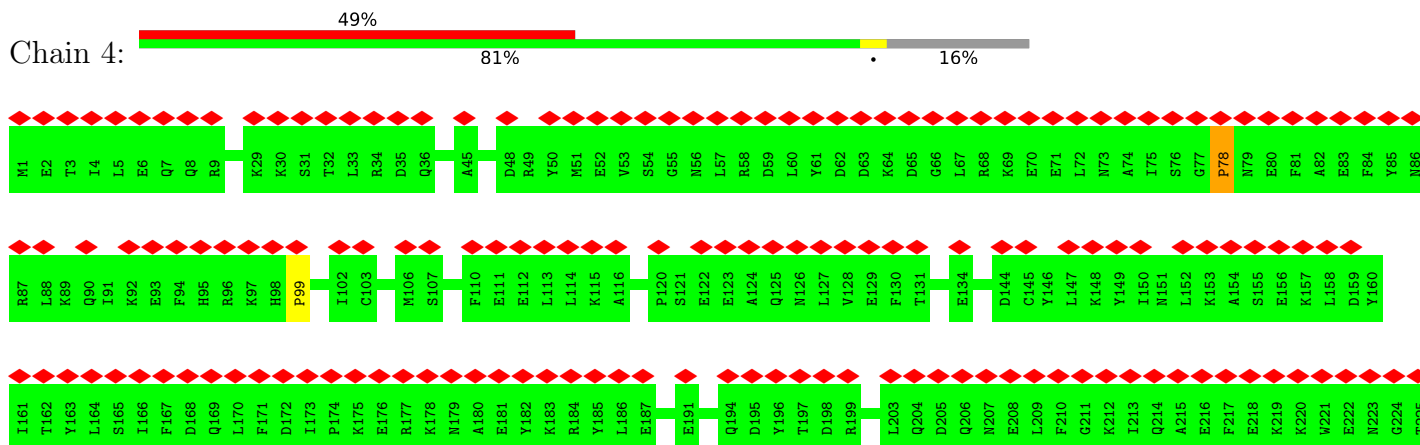 49%
Chain 4:
81% • 16%
M1 E2 T3 I4 L5 E6 Q7 Q8 R9 K29 K30 S31 T32 L33 R34 D35 Q36 A45 D48 R49 Y50 M51 E52 V53 S54 G55 N56 L57 R58 D59 L60 Y61 D62 D63 K64 D65 G66 L67 R68 K69 E70 E71 L72 N73 A74 I75 S76 G77 P78 N79 E80 F81 A82 E83 F84 Y85 N86
R87 L88 K89 Q90 I91 K92 E93 F94 H95 R96 K97 H98 P99 I102 C103 M106 S107 F110 E111 E112 L113 L114 K115 A116 P120 S121 E122 E123 A124 Q125 N126 L127 V128 E129 F130 T131 E134 D144 C145 Y146 L147 K148 Y149 I150 N151 L152 K153 A154 S155 E156 K157 L158 D159 Y160
I161 T162 Y163 L164 S165 I166 F167 D168 Q169 L170 F171 D172 I173 P174 K175 E176 R177 K178 N179 A180 E181 Y182 K183 R184 Y185 L186 E187 E191 Q194 D195 Y196 T197 D198 R199 L203 Q204 D205 Q206 N207 E208 L209 F210 G211 K212 I213 Q214 A215 E216 F217 E218 K219 K220 W221 E222 N223 G224